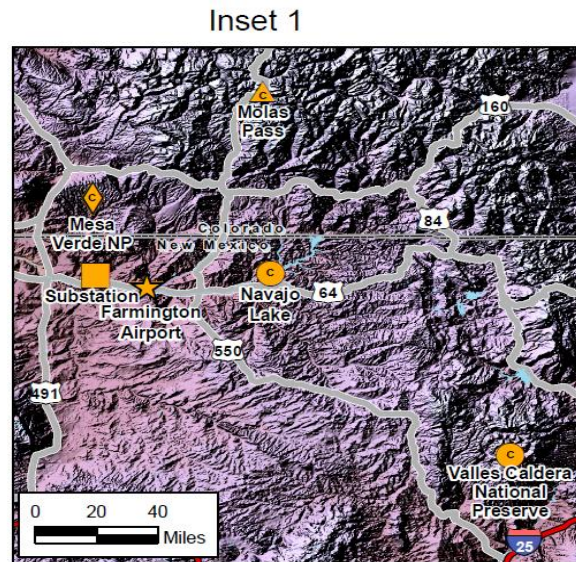 Inset 1
C
Molas
Pass
160
C
Mesa
Verde NP
Colorado
New Mexico
84
Substation
Farmington
Airport
C
Navajo
Lake
64
550
491
C
Valles Caldera
National
Preserve
0 20 40
Miles
25